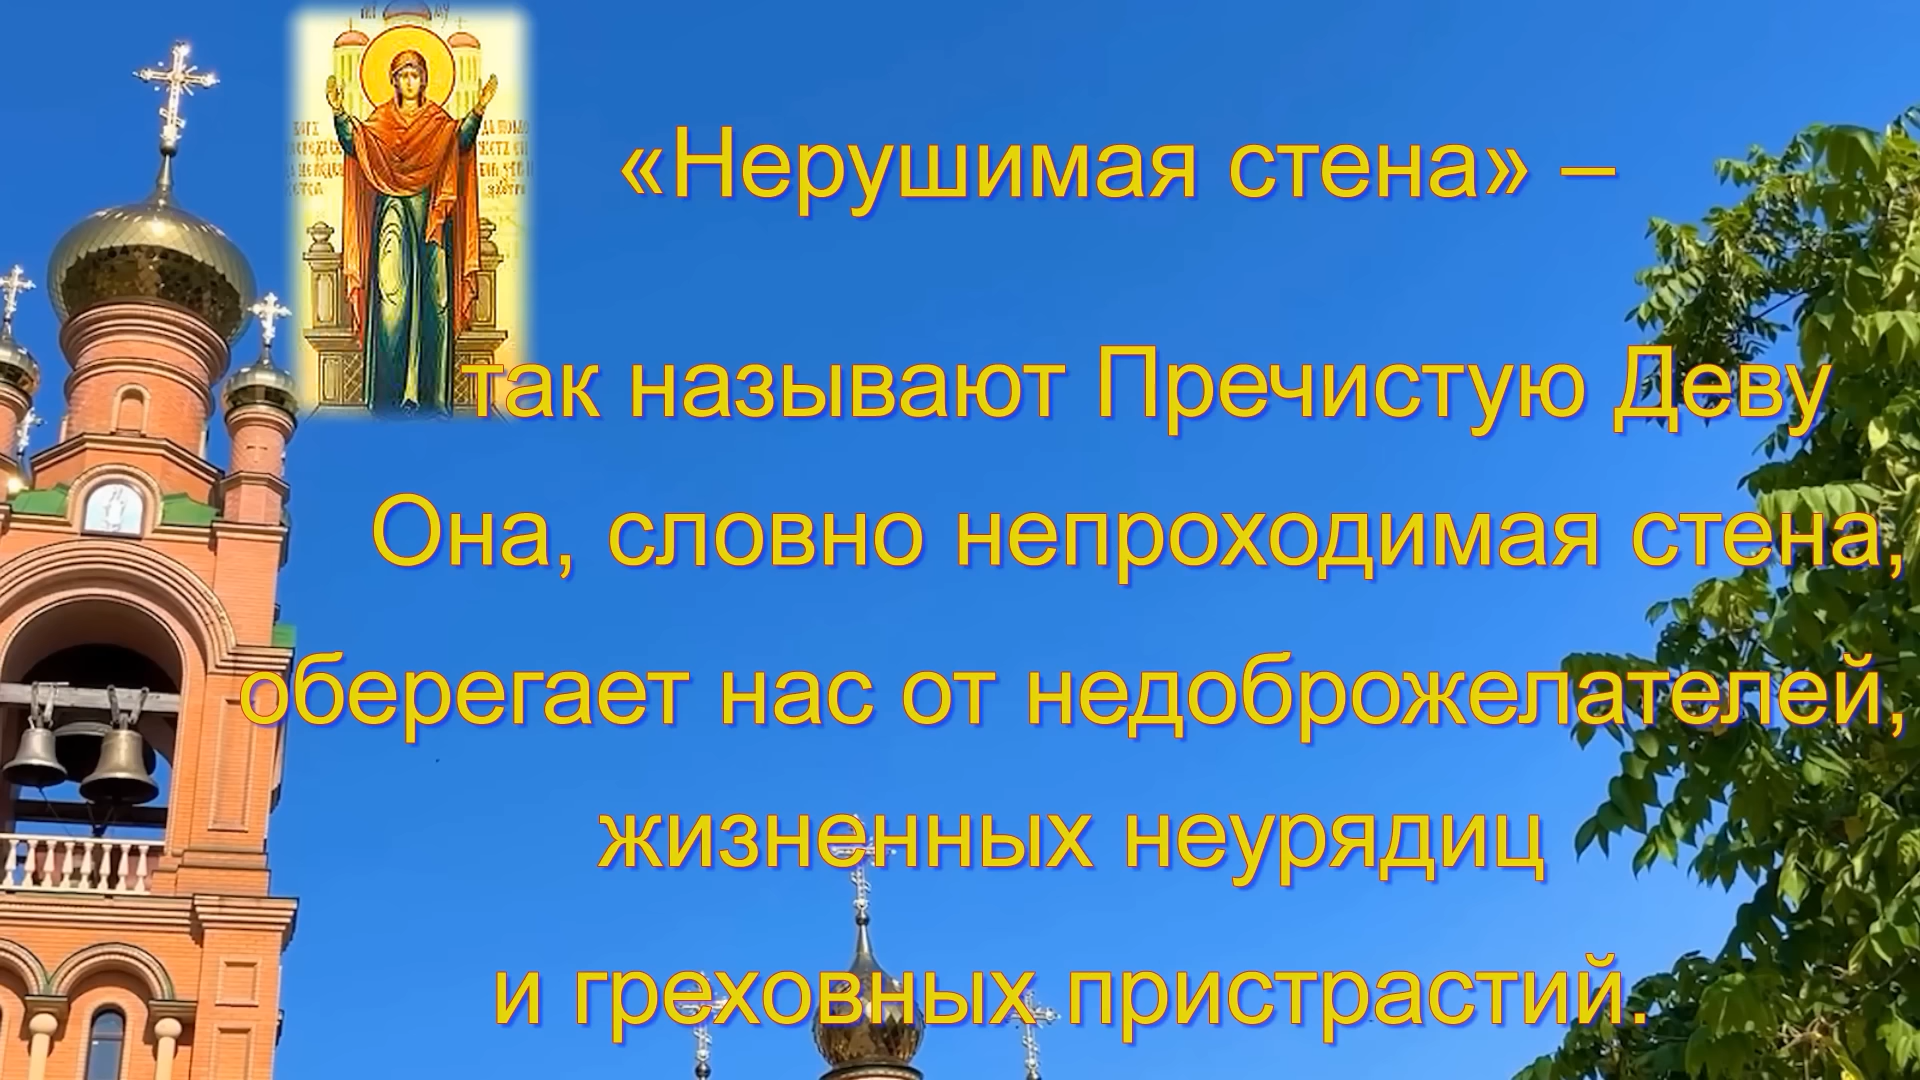 «Нерушимая стена» –
так называют Пречистую Деву
Она, словно непроходимая стена,
оберегает нас от недоброжелателей,
жизненных неурядиц
и греховных пристрастий.